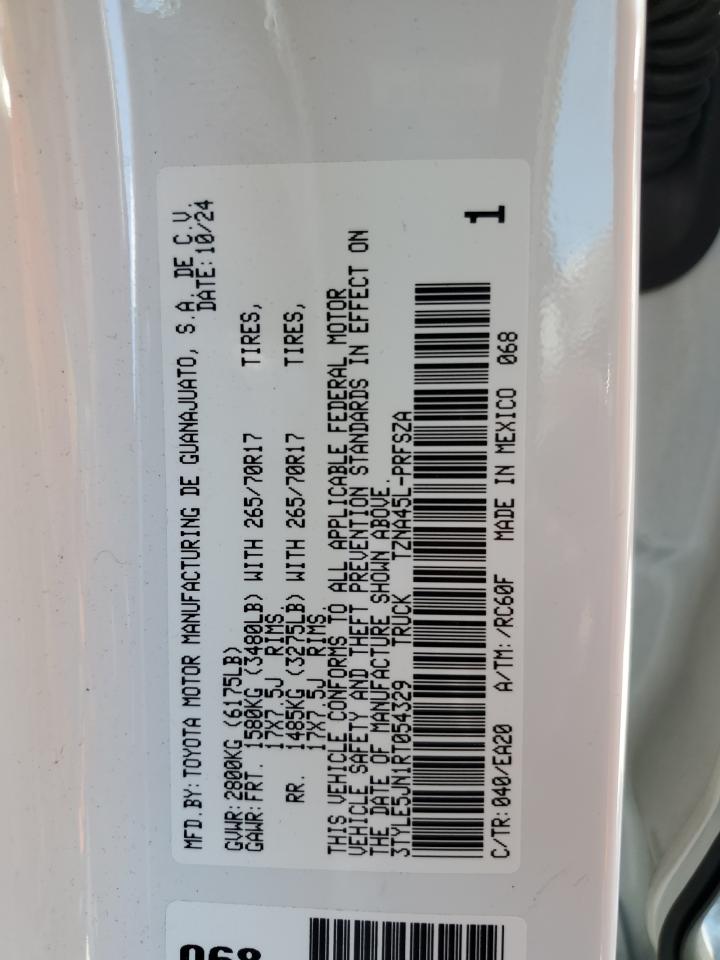 MFD.BY:TOYOTA MOTOR MANUFACTURING DE GUANAJUATO, S.A. DE C.V.
DATE:10/24
GVWR:2800KG (6175LB)
GAWR:FRT. 1580KG (3480LB) WITH 265/70R17 TIRES,
17X7.5J RIMS
RR. 1485KG (3275LB) WITH 265/70R17 TIRES,
17X7.5J RIMS
THIS VEHICLE CONFORMS TO ALL APPLICABLE FEDERAL MOTOR
VEHICLE SAFETY AND THEFT PREVENTION STANDARDS IN EFFECT ON
THE DATE OF MANUFACTURE SHOWN ABOVE.
3TYLE5JN1RT054329 TRUCK TZNA45L-PRFSZA
C/TR:040/EA20 A/TM:/RC60F MADE IN MEXICO 068
1
068